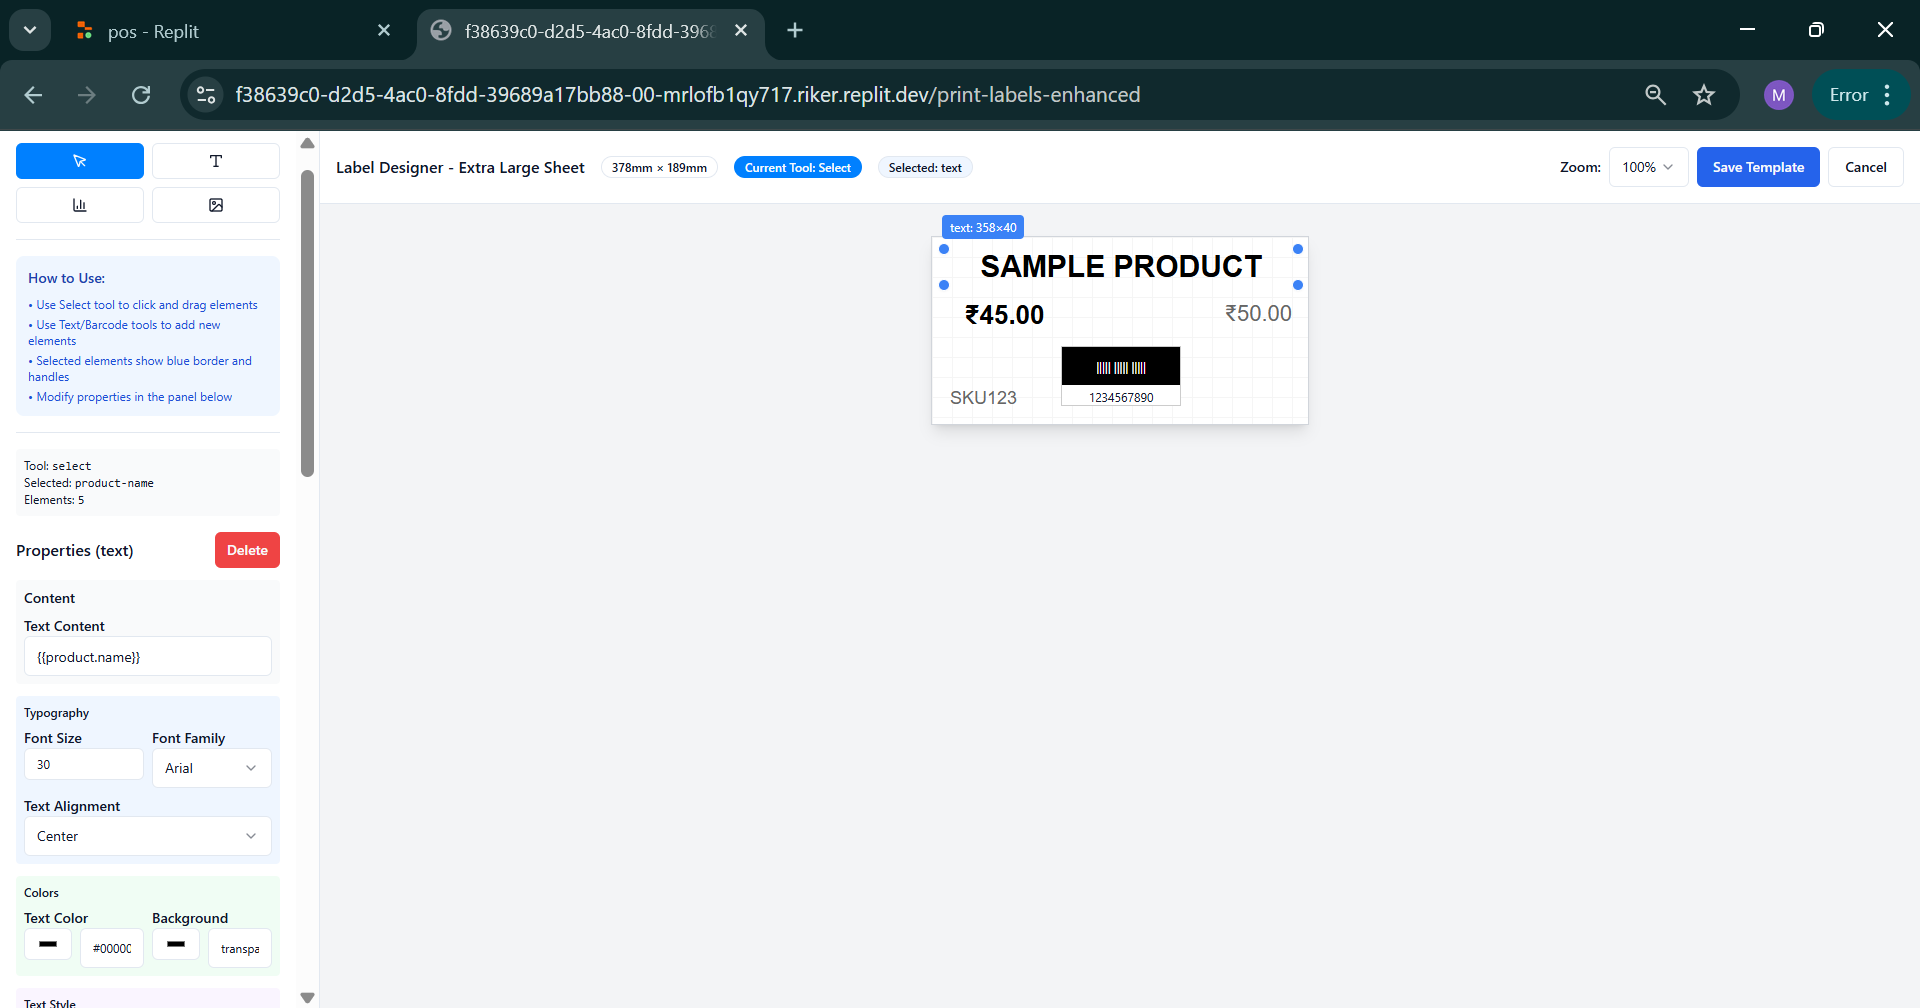 pos - Replit
f38639c0-d2d5-4ac0-8fdd-3968
f38639c0-d2d5-4ac0-8fdd-39689a17bb88-00-mrlofb1qy717.riker.replit.dev/print-labels-enhanced
M
Error
T
Label Designer - Extra Large Sheet
378mm × 189mm
Current Tool: Select
Selected: text
Zoom:
100%
Save Template
Cancel
How to Use:
• Use Select tool to click and drag elements
• Use Text/Barcode tools to add new
elements
• Selected elements show blue border and
handles
• Modify properties in the panel below
Tool: select
Selected: product-name
Elements: 5
Properties (text)
Delete
Content
Text Content
{{product.name}}
Typography
Font Size
Font Family
30
Arial
Text Alignment
Center
Colors
Text Color
Background
#00000
transpa
Text Style
text: 358×40
SAMPLE PRODUCT
₹45.00
₹50.00
SKU123
1234567890